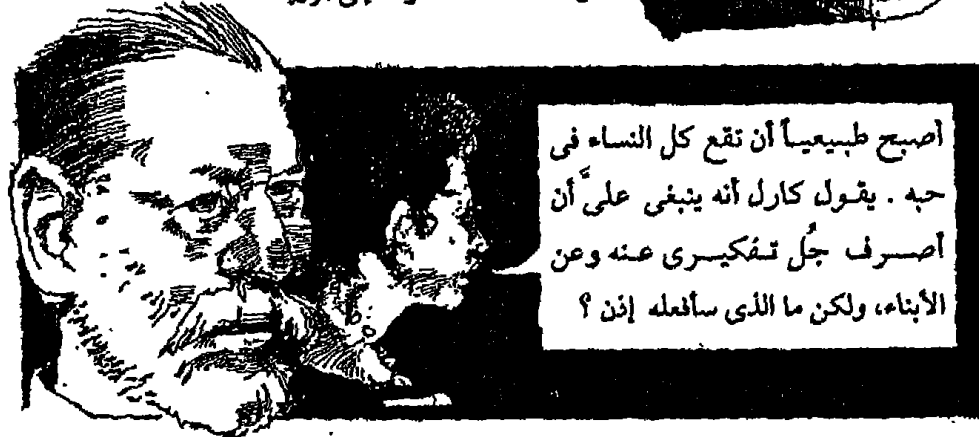 أصبح طبيعياً أن تقع كل النساء فى
حبه . يقول كارل أنه ينبغى علىَّ أن
أصرف جُل تفكيرى عنه وعن
الأبناء، ولكن ما الذى سأفعله إذن ؟